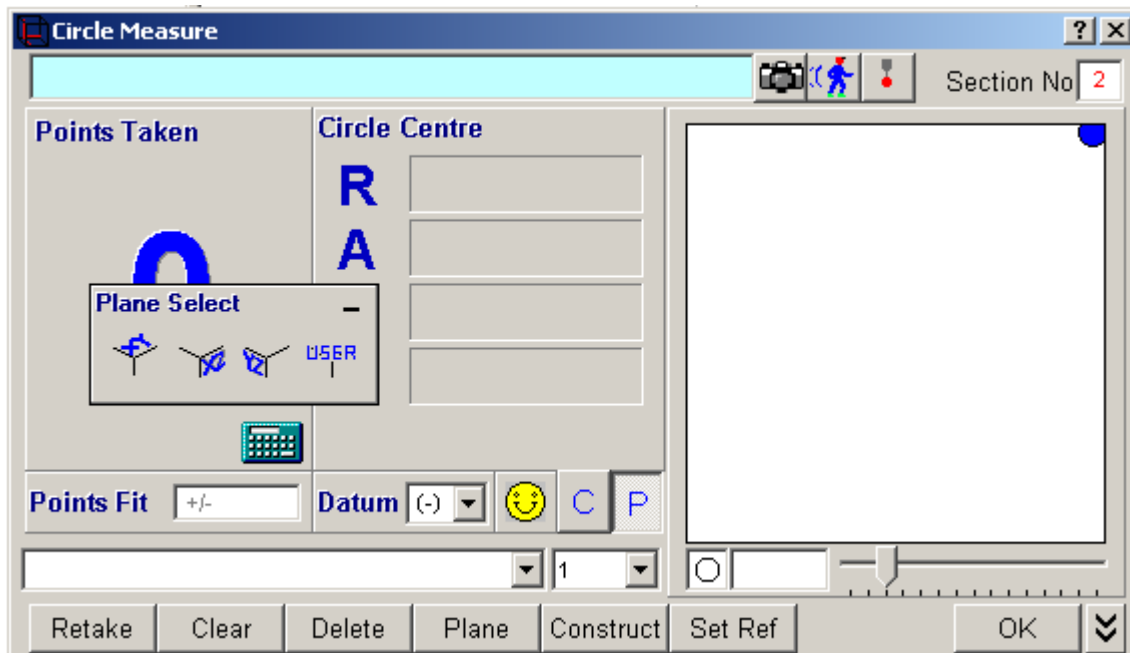 Circle Measure
Section No 2
Points Taken
Circle Centre
R
A
Plane Select
USER
Points Fit +/- Datum (-) C P
1
Retake Clear Delete Plane Construct Set Ref OK